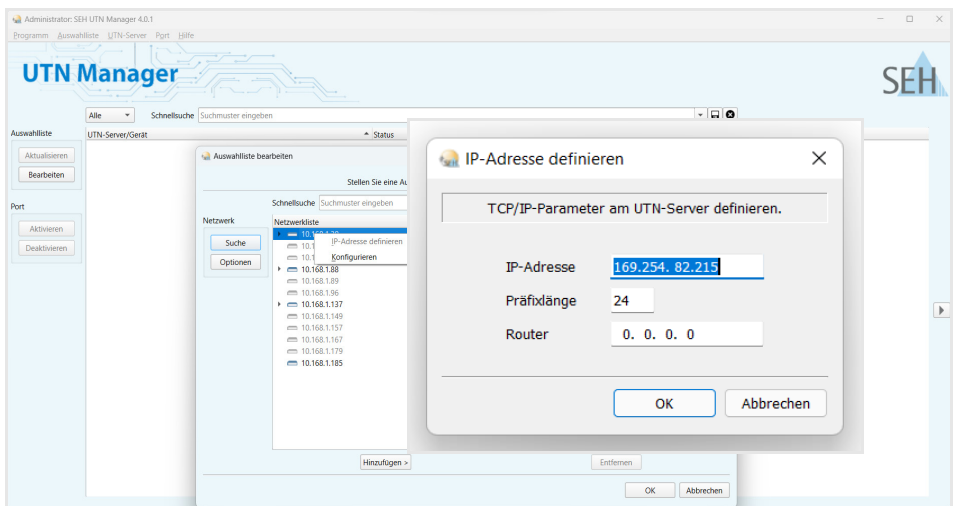 Administrator: SEH UTN Manager 4.0.1
Programm Auswahlliste UTN-Server Port Hilfe
UTN Manager
SEH
Alle Schnellsuche Suchmuster eingeben
Auswahlliste
Aktualisieren
Bearbeiten
Port
Aktivieren
Deaktivieren
UTN-Server/Gerät Status
Auswahlliste bearbeiten
Stellen Sie eine
Schnellsuche Suchmuster eingeben
Netzwerk
Suche
Optionen
Netzwerkliste
IP-Adresse definieren
Konfigurieren
10.168.1.88
10.168.1.89
10.168.1.96
10.168.1.137
10.168.1.149
10.168.1.157
10.168.1.167
10.168.1.179
10.168.1.185
Hinzufügen >
Entfernen
OK Abbrechen
IP-Adresse definieren
TCP/IP-Parameter am UTN-Server definieren.
IP-Adresse 169.254. 82.215
Präfixlänge 24
Router 0. 0. 0. 0
OK Abbrechen